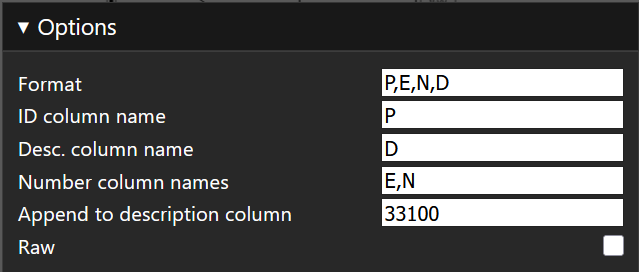 ▼ Options
Format P,E,N,D
ID column name P
Desc. column name D
Number column names E,N
Append to description column 33100
Raw